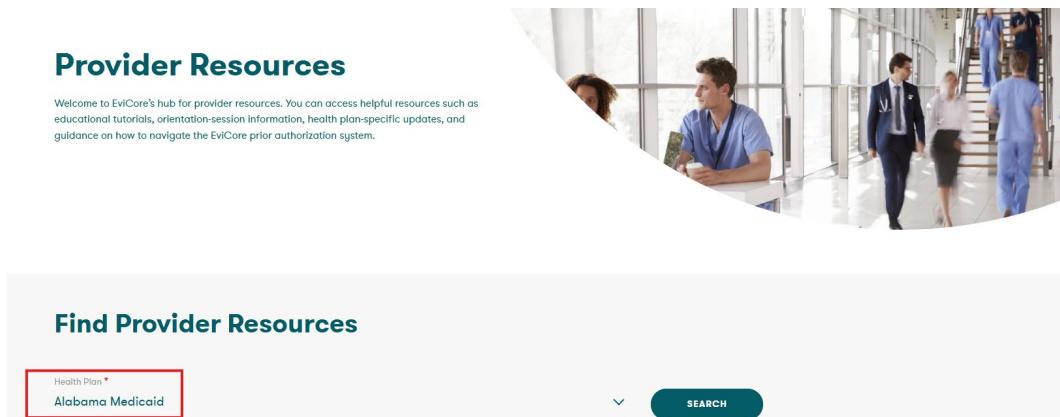 Provider Resources
Welcome to EviCore's hub for provider resources. You can access helpful resources such as
educational tutorials, orientation-session information, health plan-specific updates, and
guidance on how to navigate the EviCore prior authorization system.
Find Provider Resources
Health Plan *
Alabama Medicaid
SEARCH